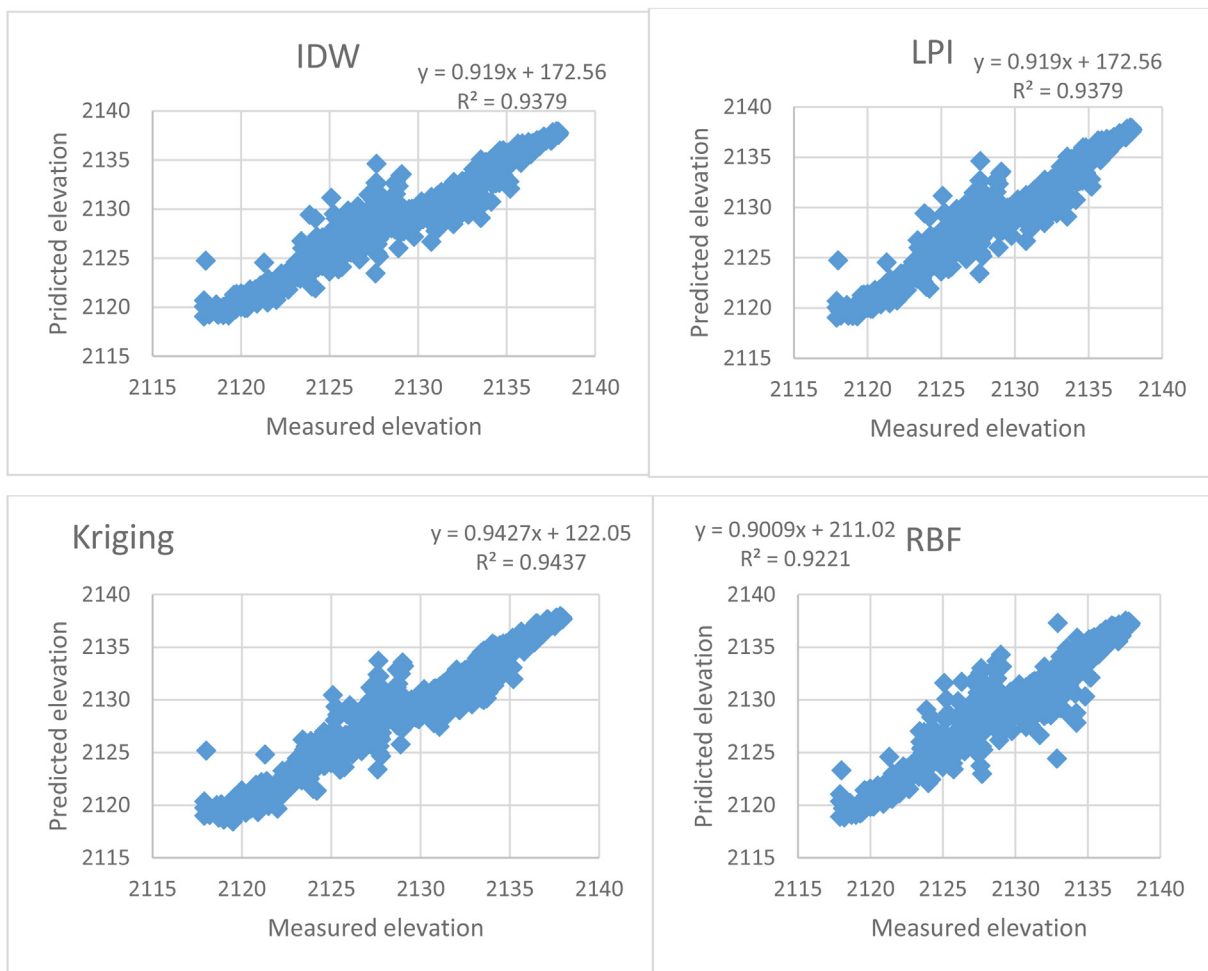 IDW
y = 0.919x + 172.56
R² = 0.9379
Pridicted elevation
2140
2135
2130
2125
2120
2115
2115 2120 2125 2130 2135 2140
Measured elevation
LPI
y = 0.919x + 172.56
R² = 0.9379
Predicted elevation
2140
2135
2130
2125
2120
2115
2115 2120 2125 2130 2135 2140
Measured elevation
Kriging
y = 0.9427x + 122.05
R² = 0.9437
Predicted elevation
2140
2135
2130
2125
2120
2115
2115 2120 2125 2130 2135 2140
Measured elevation
y = 0.9009x + 211.02
R² = 0.9221
RBF
Pridicted elevation
2140
2135
2130
2125
2120
2115
2115 2120 2125 2130 2135 2140
Measured elevation